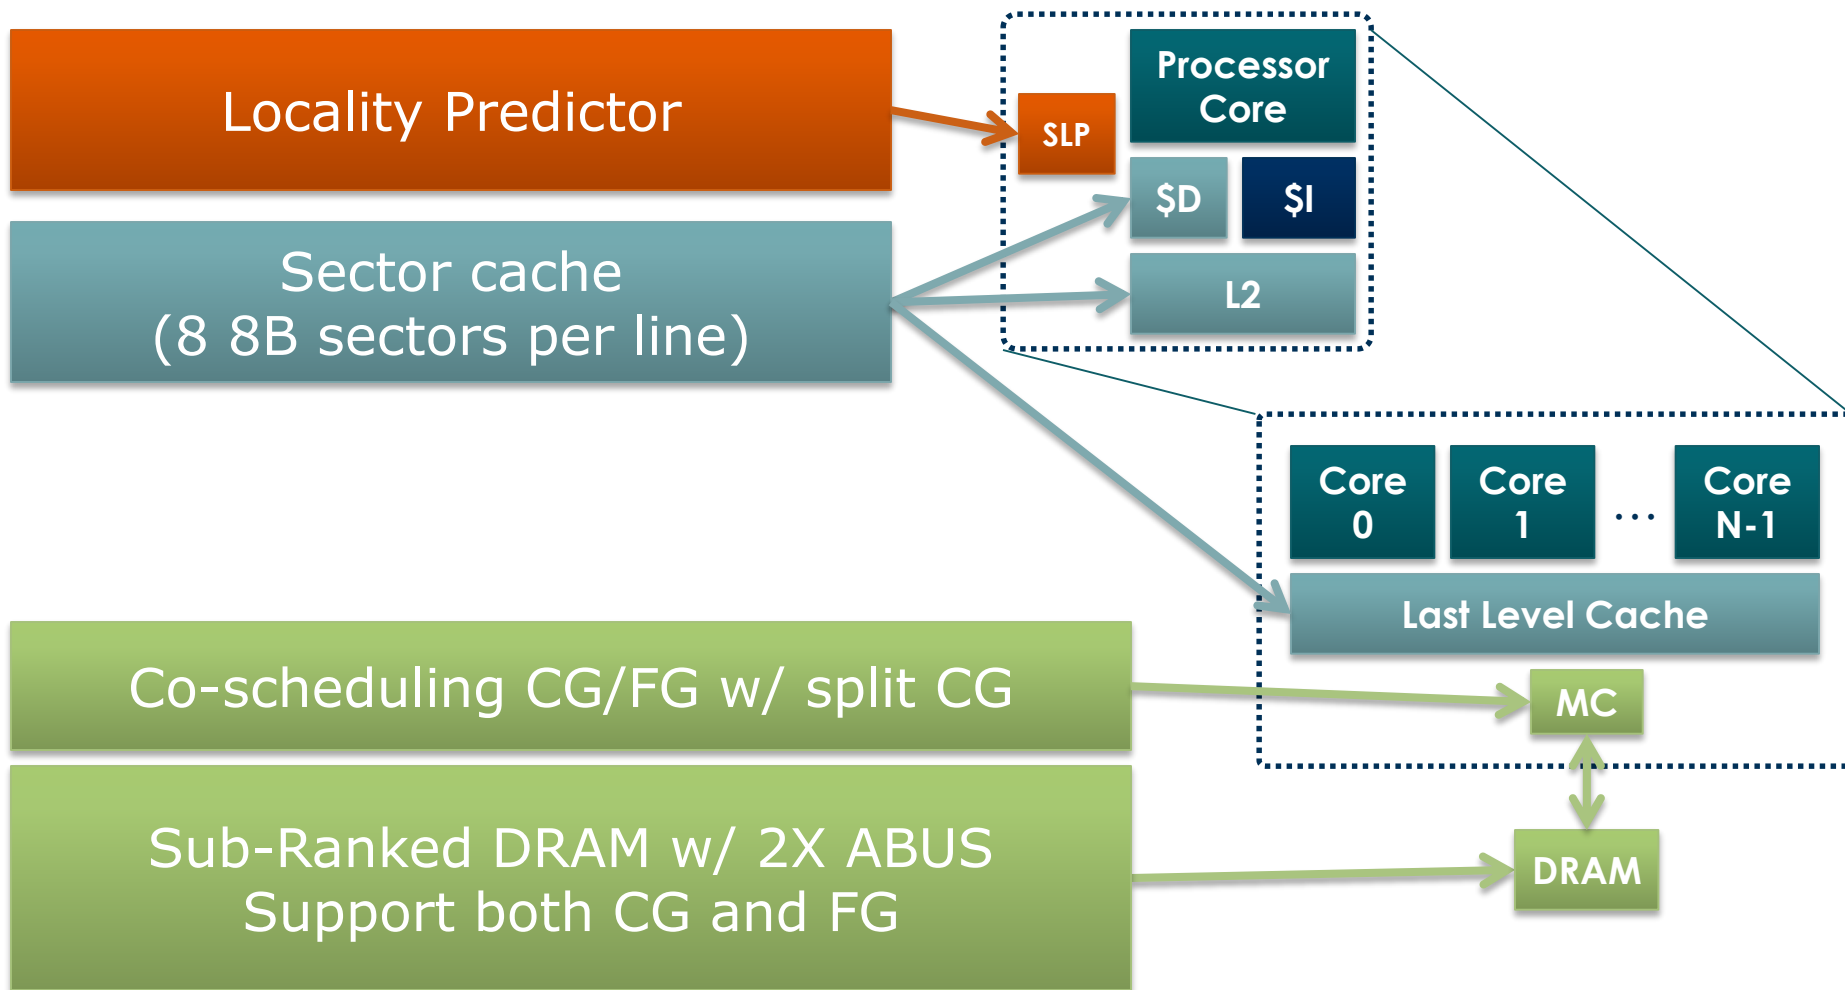 Locality Predictor
Sector cache
(8 8B sectors per line)
Co-scheduling CG/FG w/ split CG
Sub-Ranked DRAM w/ 2X ABUS
Support both CG and FG
SLP
Processor
Core
$D
$I
L2
Core
0
Core
1
...
Core
N-1
Last Level Cache
MC
DRAM